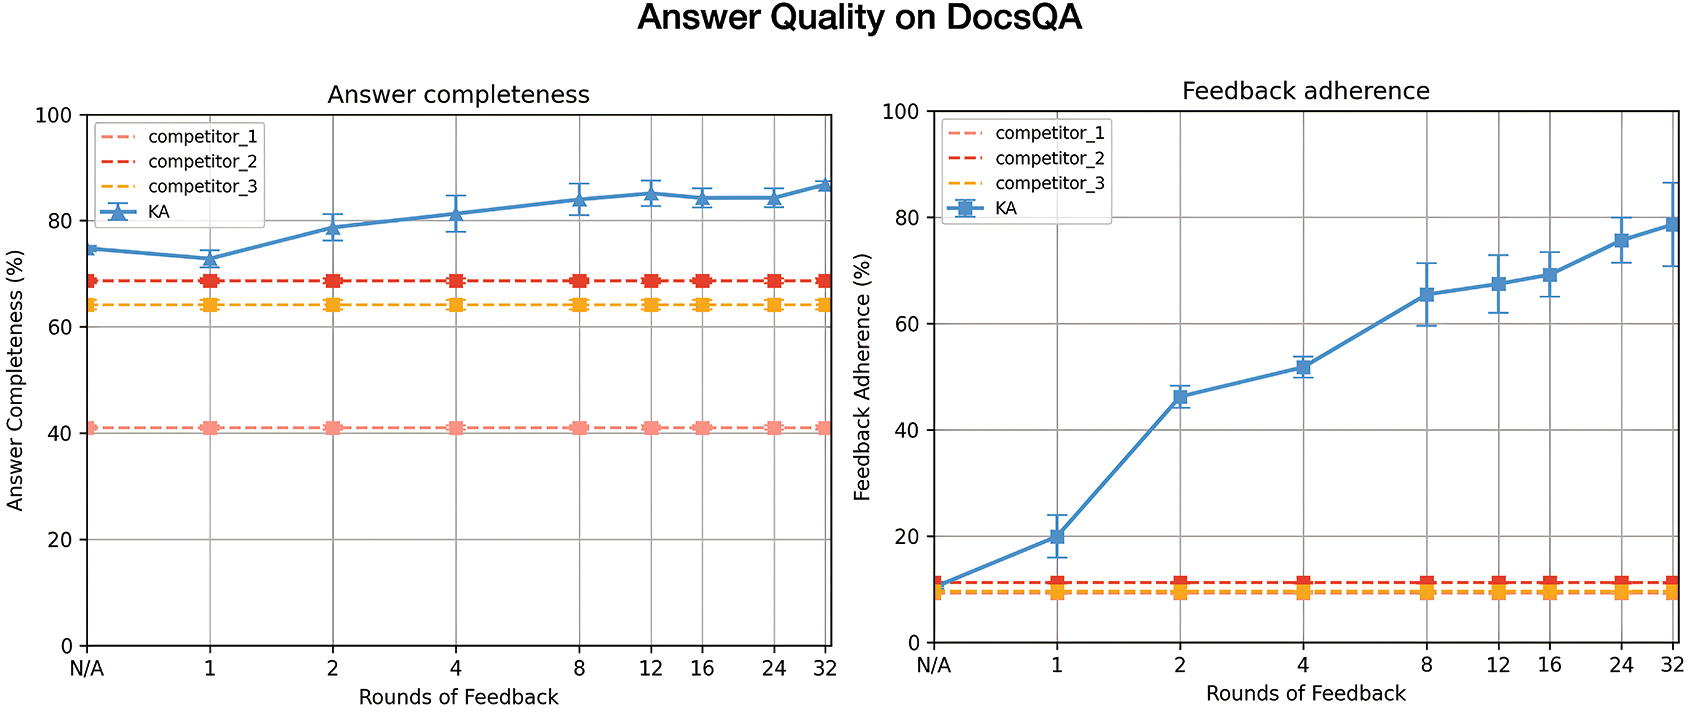 Answer Quality on DocsQA
Answer completeness
100
80
60
40
20
0
Answer Completeness (%)
competitor_1
competitor_2
competitor_3
KA
N/A 1 2 4 8 12 16 24 32
Rounds of Feedback
Feedback adherence
100
80
60
40
20
0
Feedback Adherence (%)
competitor_1
competitor_2
competitor_3
KA
N/A 1 2 4 8 12 16 24 32
Rounds of Feedback